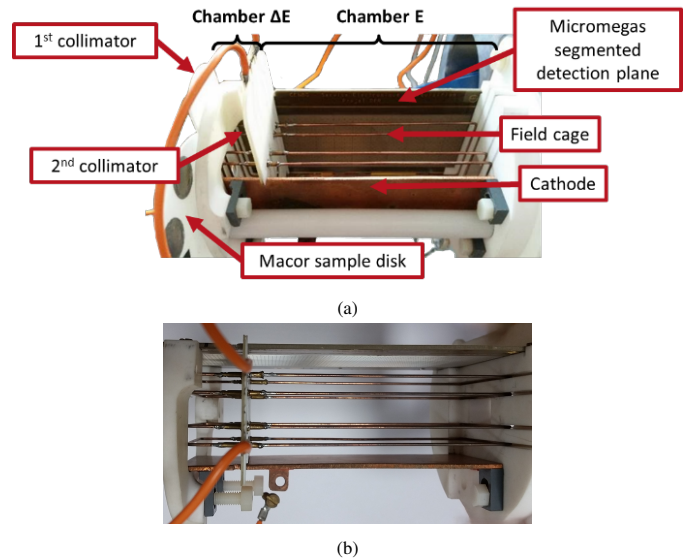 Chamber ΔE
Chamber E
1st collimator
Micromegas
segmented
detection plane
Field cage
2nd collimator
Cathode
Macor sample disk
(a)
(b)